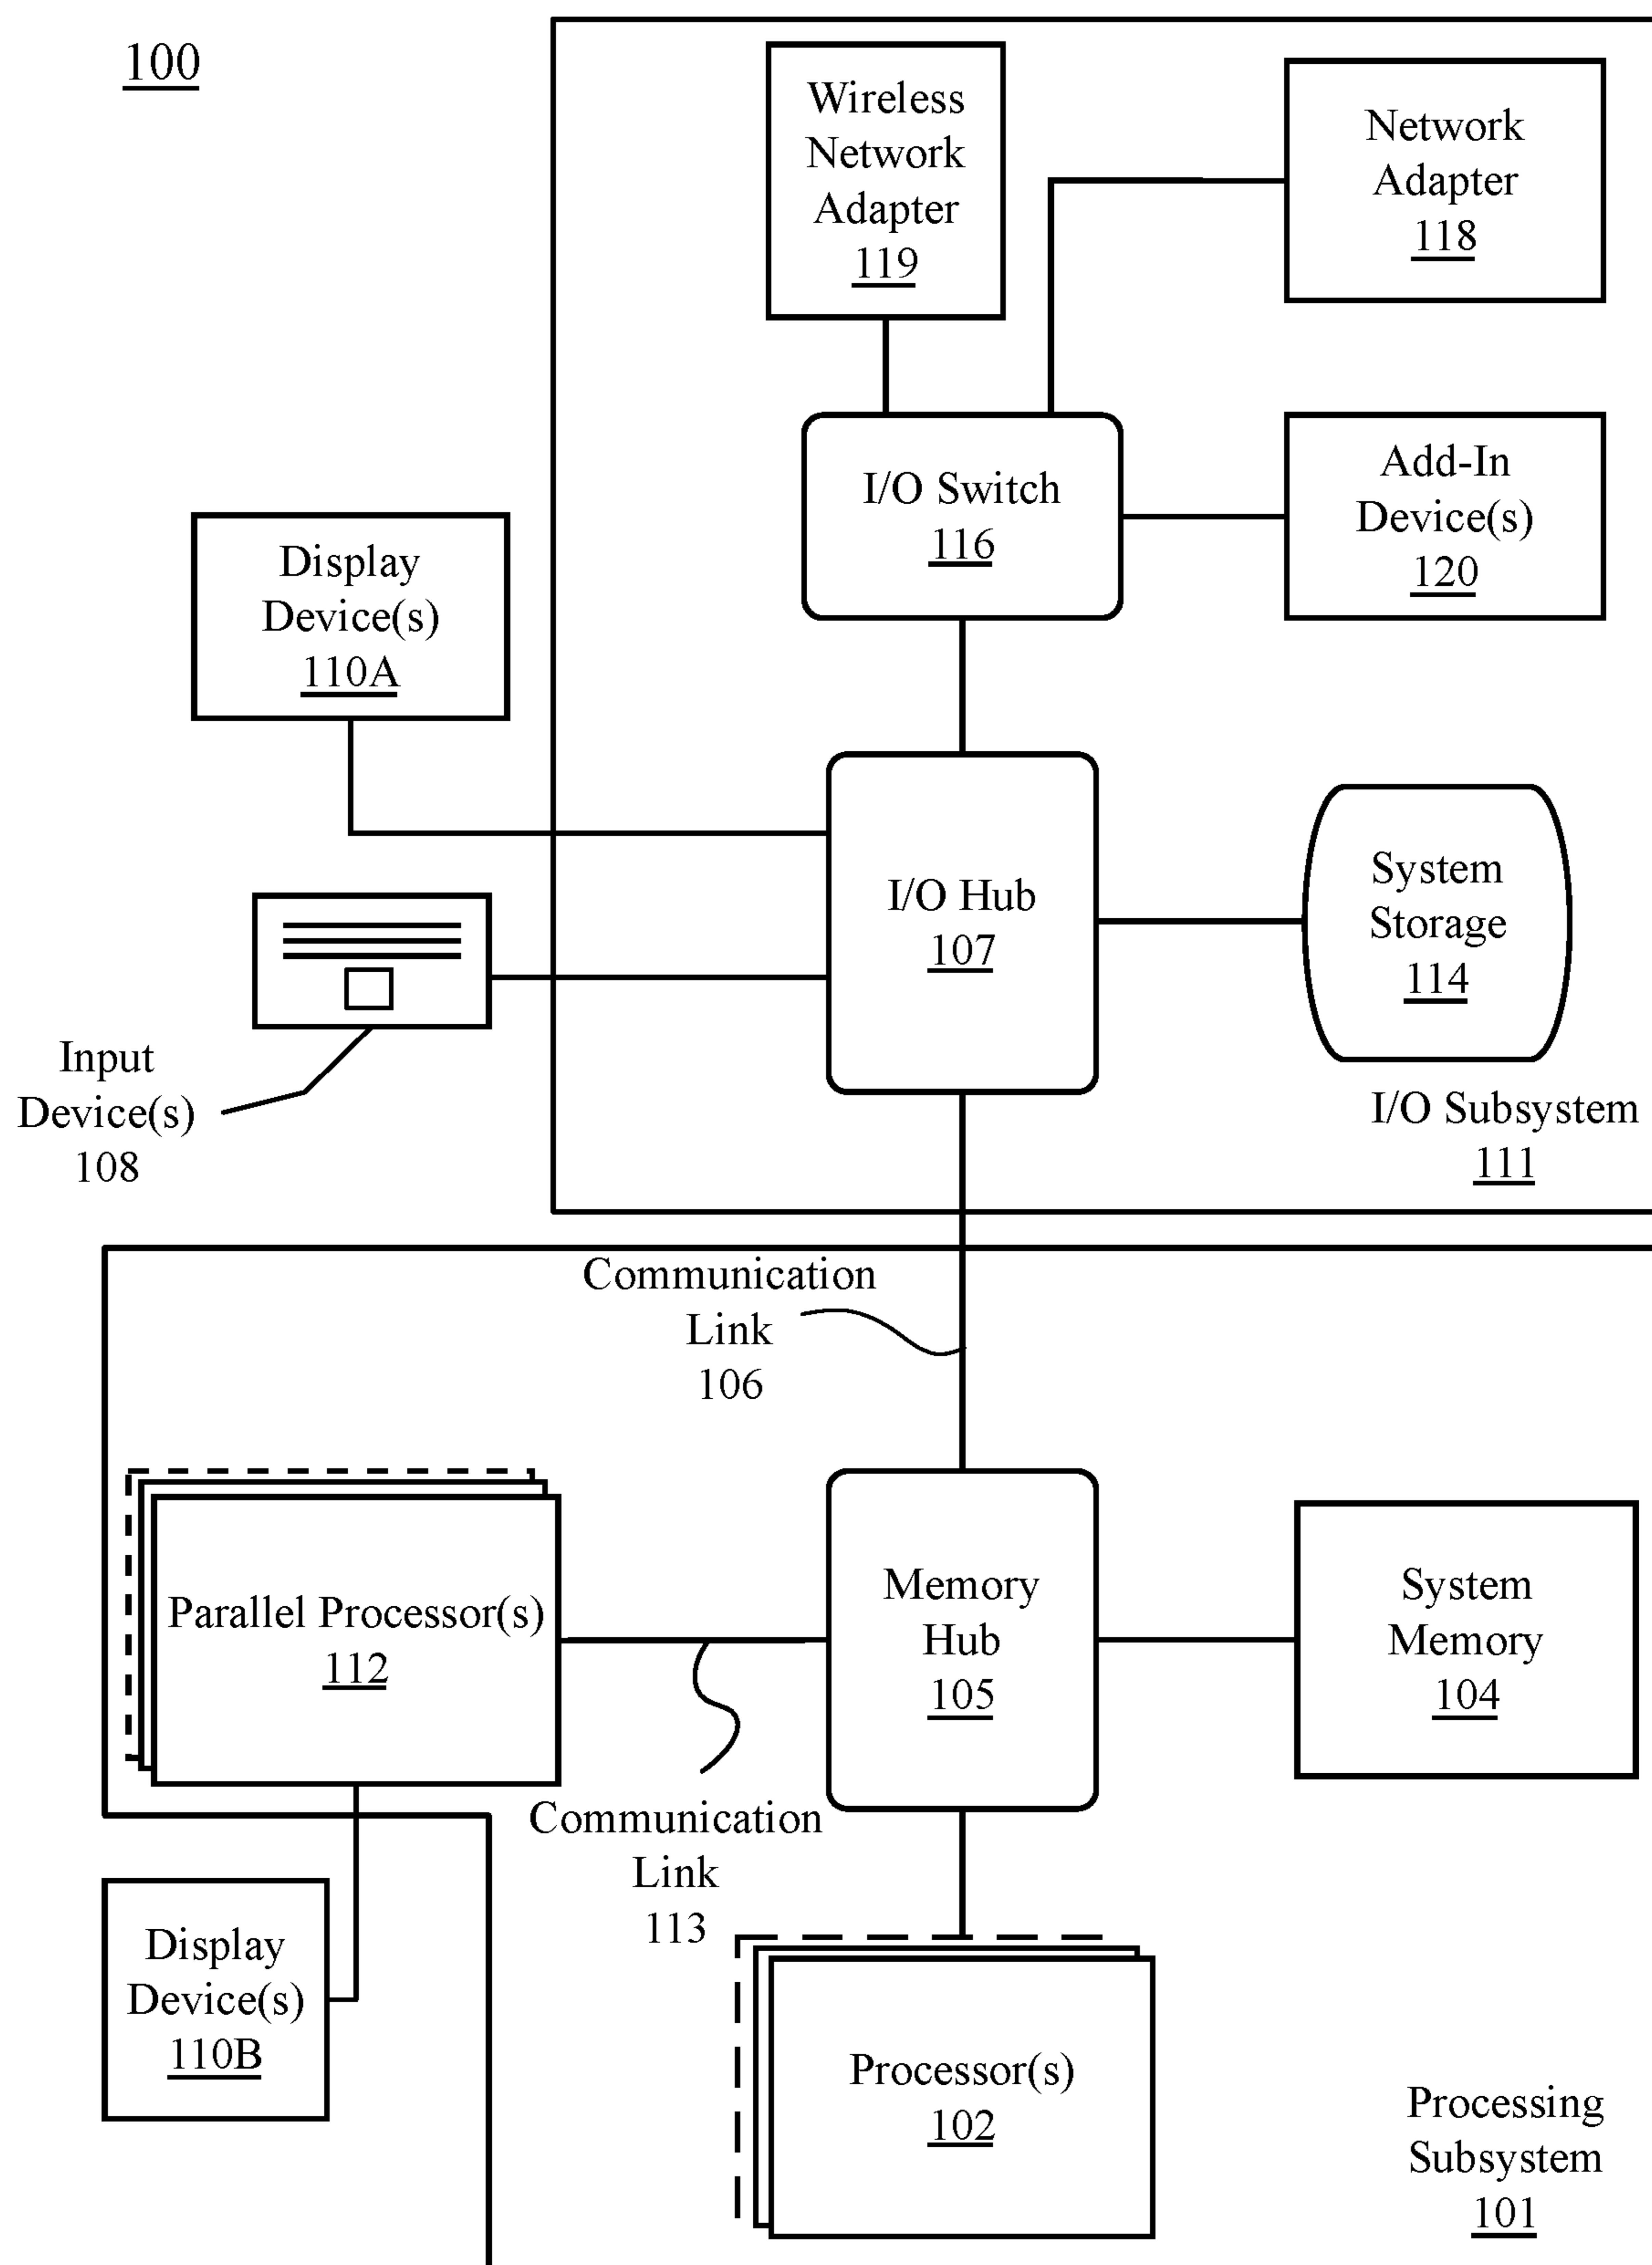 100
Wireless
Network
Adapter
119
Network
Adapter
118
I/O Switch
116
Add-In
Device(s)
120
Display
Device(s)
110A
I/O Hub
107
System
Storage
114
Input
Device(s)
108
I/O Subsystem
111
Communication
Link
106
Parallel Processor(s)
112
Memory
Hub
105
System
Memory
104
Communication
Link
113
Display
Device(s)
110B
Processor(s)
102
Processing
Subsystem
101